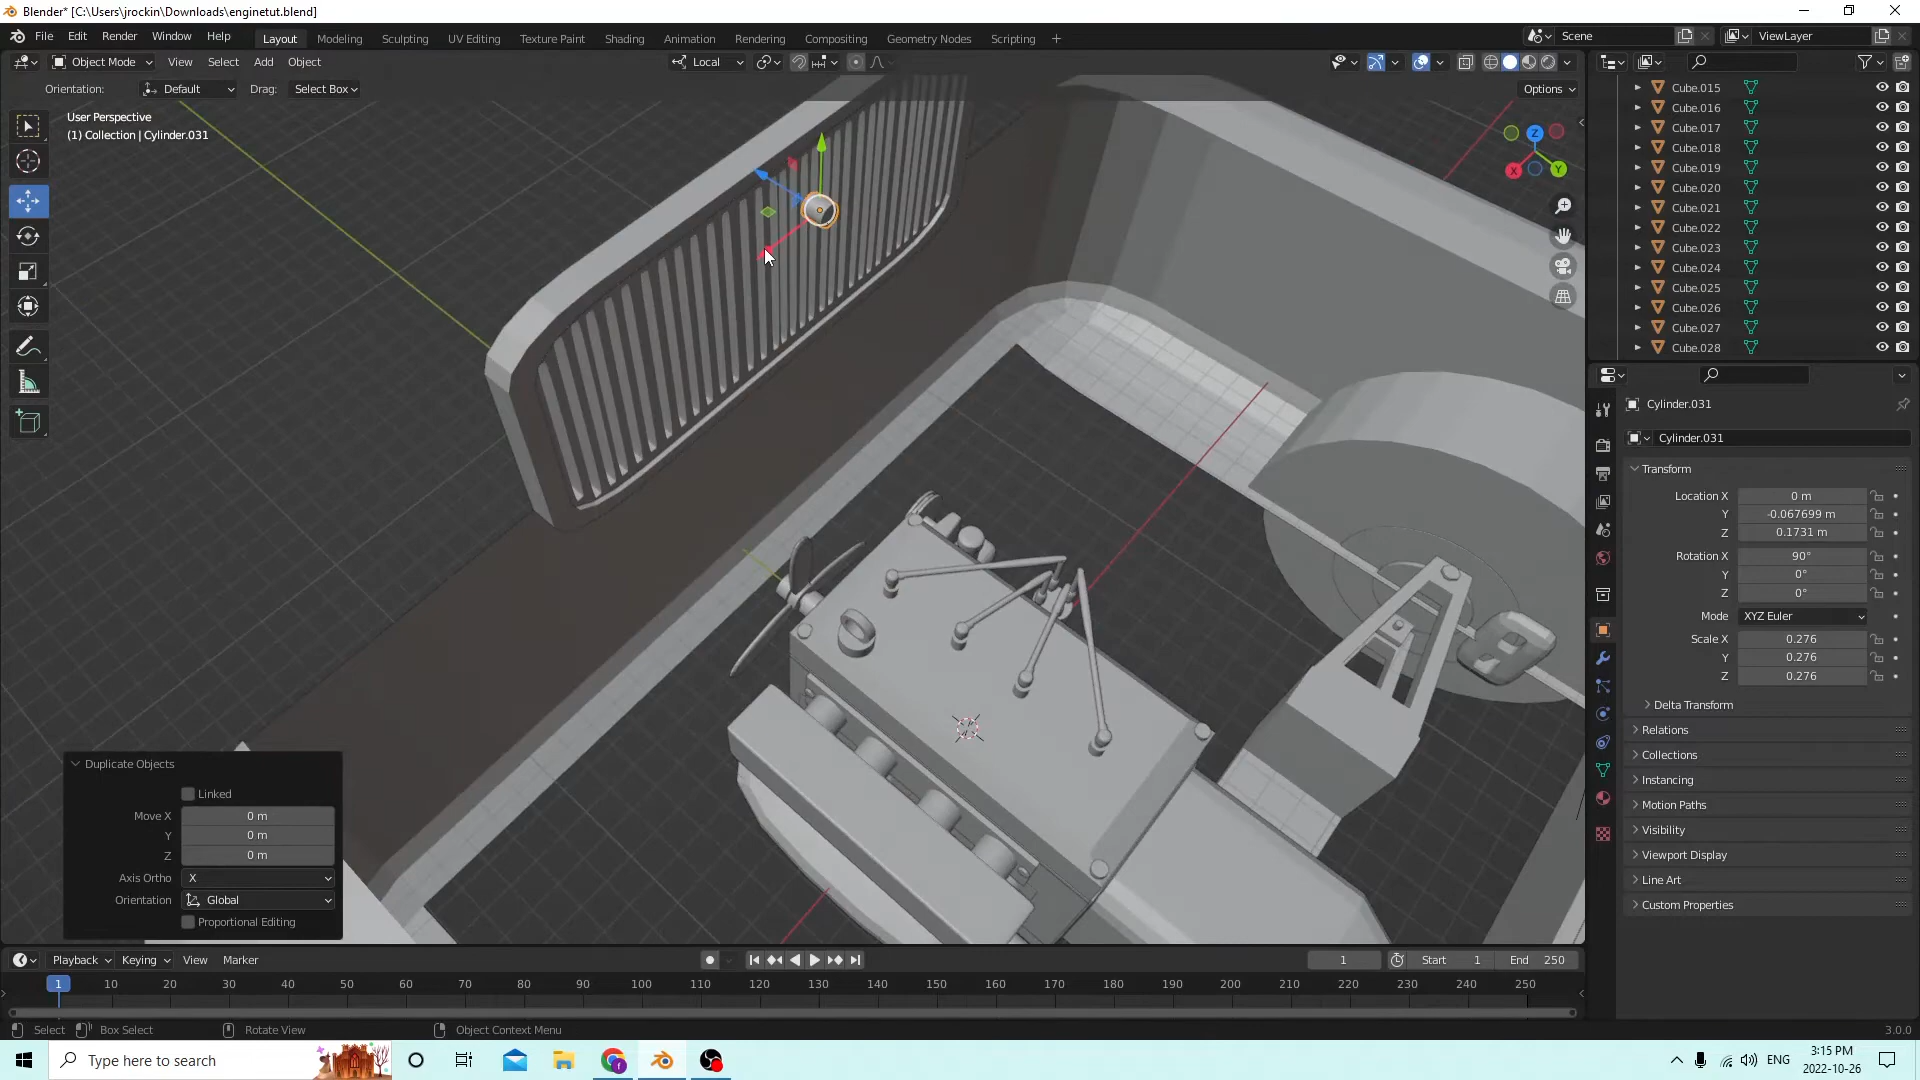 Blender* [C:\Users\jrockin\Downloads\enginetut.blend]
File Edit Render Window Help Layout Modeling Sculpting UV Editing Texture Paint Shading Animation Rendering Compositing Geometry Nodes Scripting + Scene ViewLayer
Object Mode View Select Add Object Local
Orientation: Default Drag: Select Box Options
User Perspective
(1) Collection | Cylinder.031
Z
Y
X
Cube.015
Cube.016
Cube.017
Cube.018
Cube.019
Cube.020
Cube.021
Cube.022
Cube.023
Cube.024
Cube.025
Cube.026
Cube.027
Cube.028
Cylinder.031
Cylinder.031
Transform
Location X 0 m
Y -0.067699 m
Z 0.1731 m
Rotation X 90°
Y 0°
Z 0°
Mode XYZ Euler
Scale X 0.276
Y 0.276
Z 0.276
Delta Transform
Relations
Collections
Instancing
Motion Paths
Visibility
Viewport Display
Line Art
Custom Properties
Duplicate Objects
Linked
Move X 0 m
Y 0 m
Z 0 m
Axis Ortho X
Orientation Global
Proportional Editing
Playback Keying View Marker 1 Start 1 End 250
1 10 20 30 40 50 60 70 80 90 100 110 120 130 140 150 160 170 180 190 200 210 220 230 240 250
Select Box Select Rotate View Object Context Menu 3.0.0
Type here to search
ENG
3:15 PM
2022-10-26